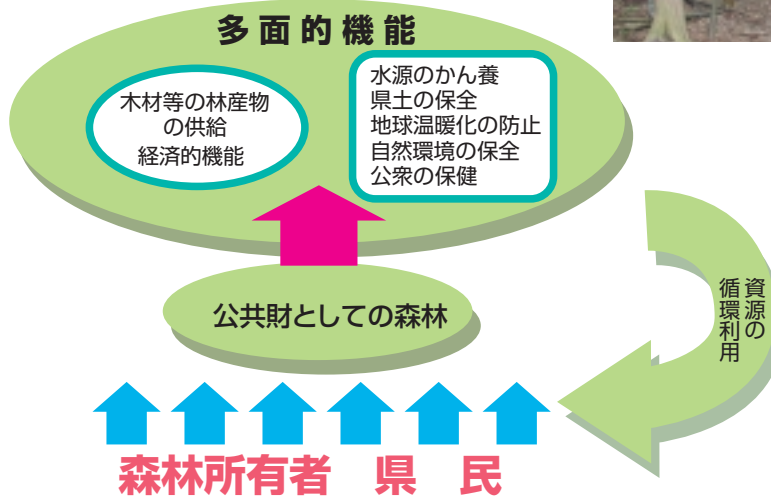 多面的機能
木材等の林産物
の供給
経済的機能
水源のかん養
県土の保全
地球温暖化の防止
自然環境の保全
公衆の保健
公共財としての森林
資源の
循環利用
森林所有者 県 民